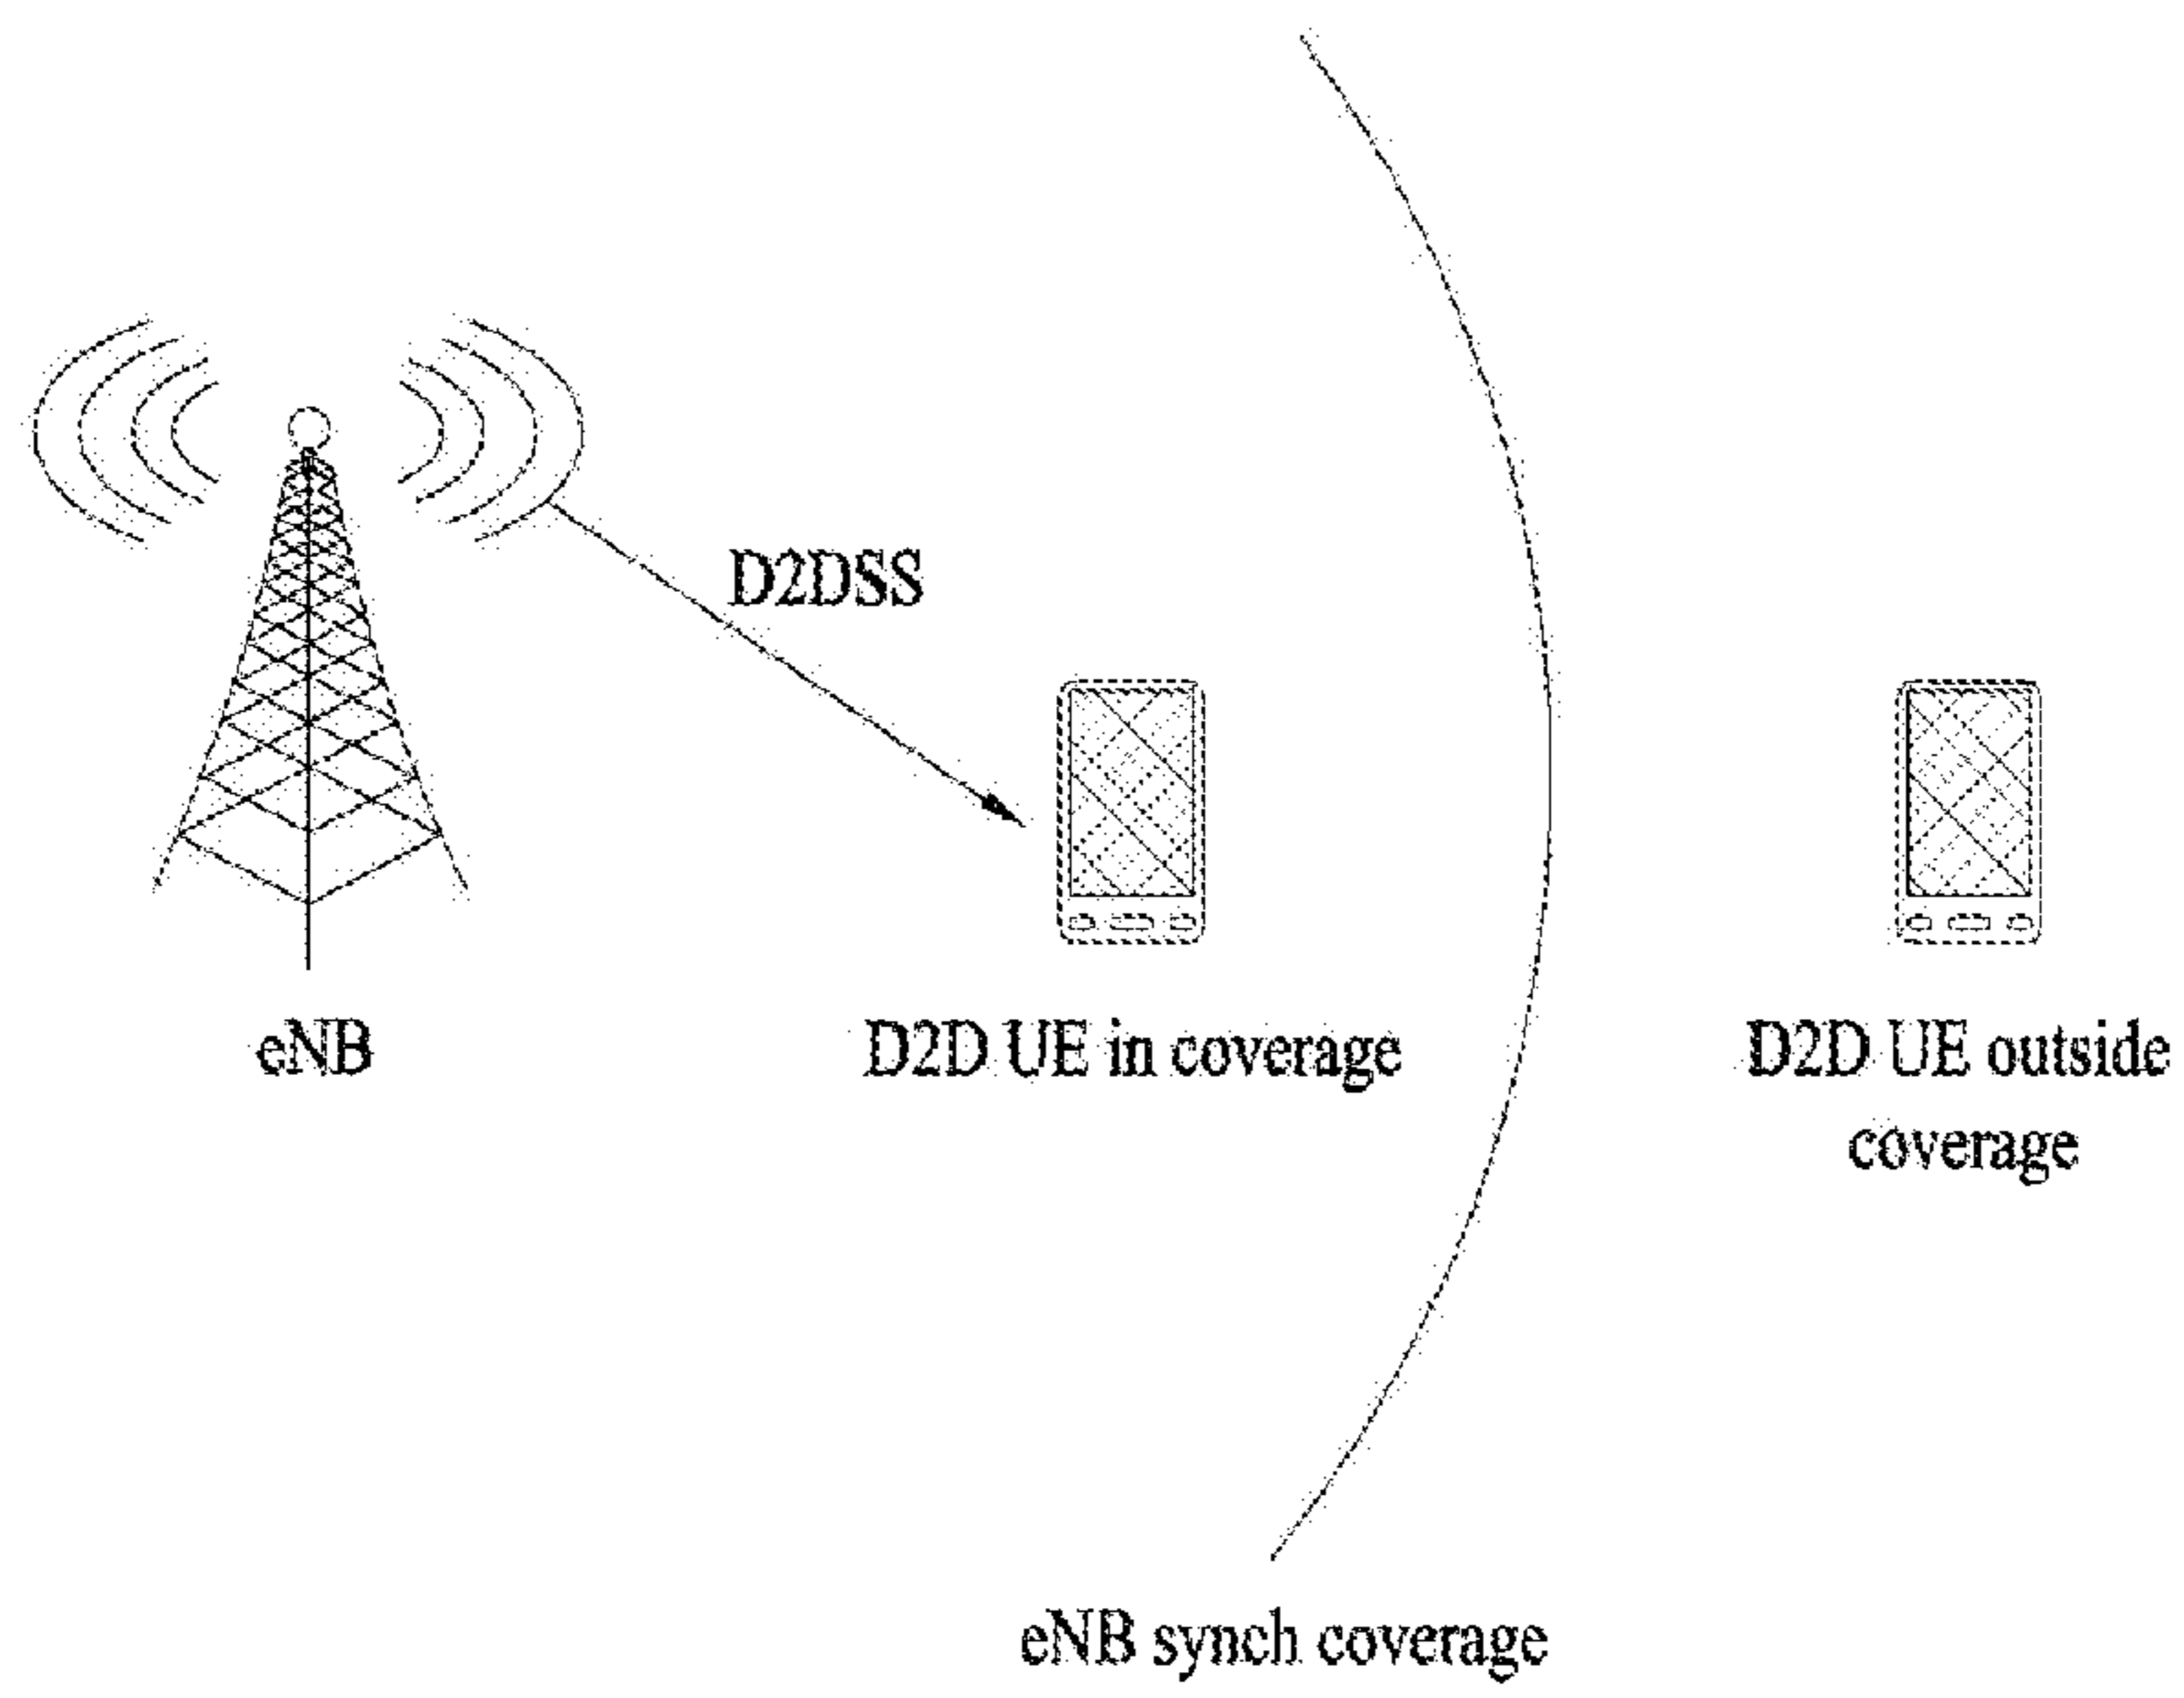 D2DSS
eNB
D2D UE in coverage
D2D UE outside
coverage
eNB synch coverage